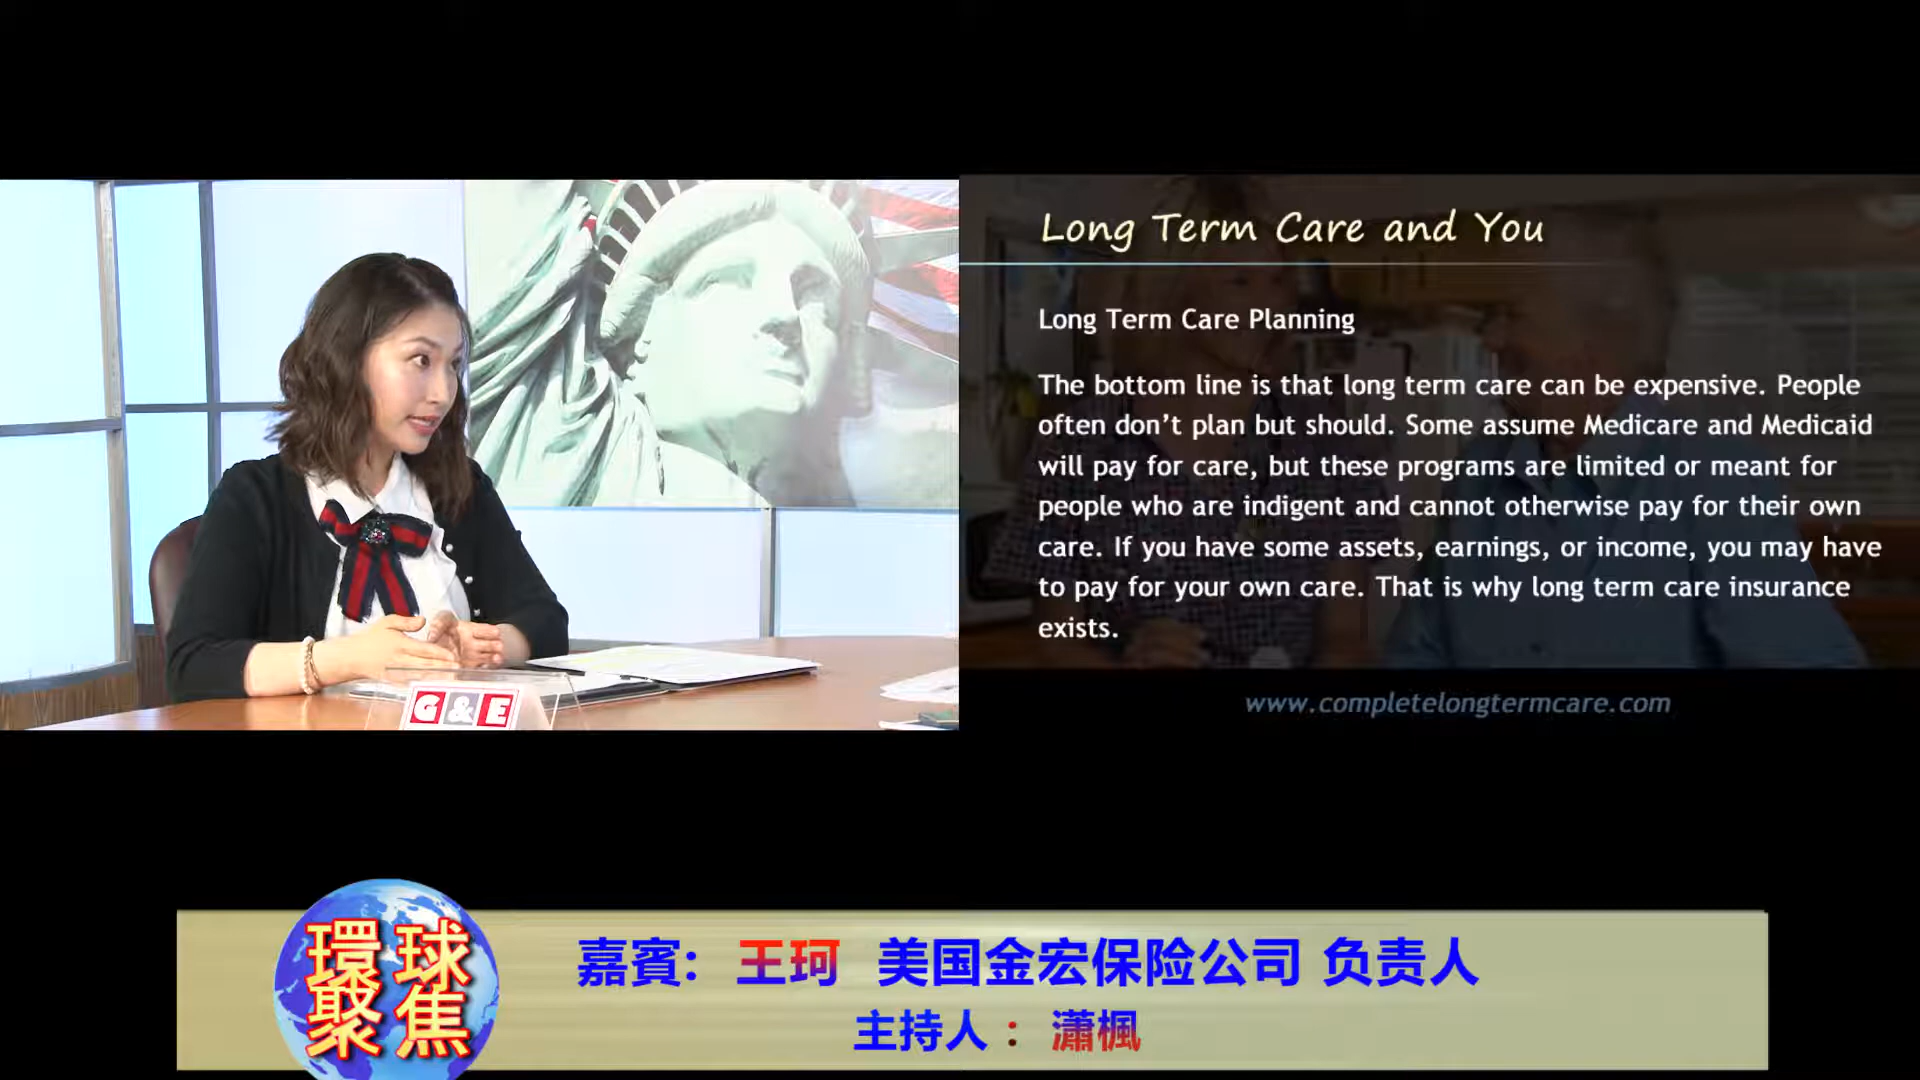 Long Term Care and You
Long Term Care Planning
The bottom line is that long term care can be expensive. People
often don’t plan but should. Some assume Medicare and Medicaid
will pay for care, but these programs are limited or meant for
people who are indigent and cannot otherwise pay for their own
care. If you have some assets, earnings, or income, you may have
to pay for your own care. That is why long term care insurance
exists.
www.completelongtermcare.com
G&E
環球
聚焦
嘉賓: 王珂 美国金宏保险公司 负责人
主持人： 瀟楓